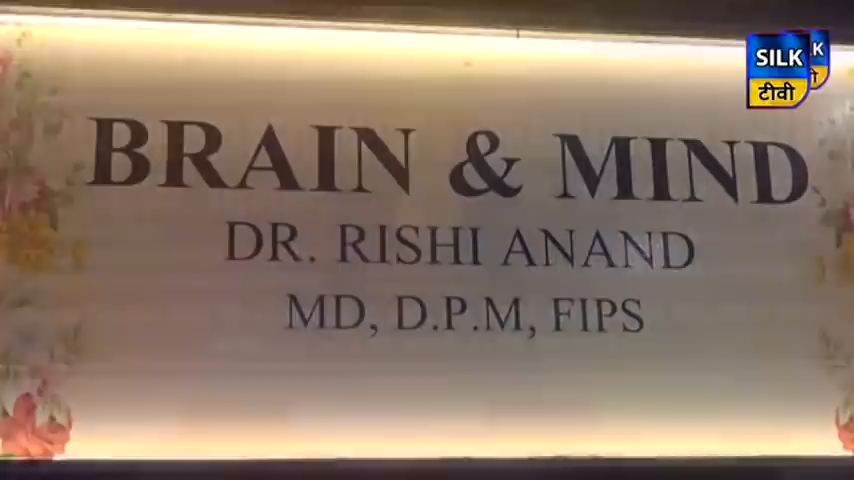 SILK
टीवी
BRAIN & MIND
DR. RISHI ANAND
MD, D.P.M, FIPS